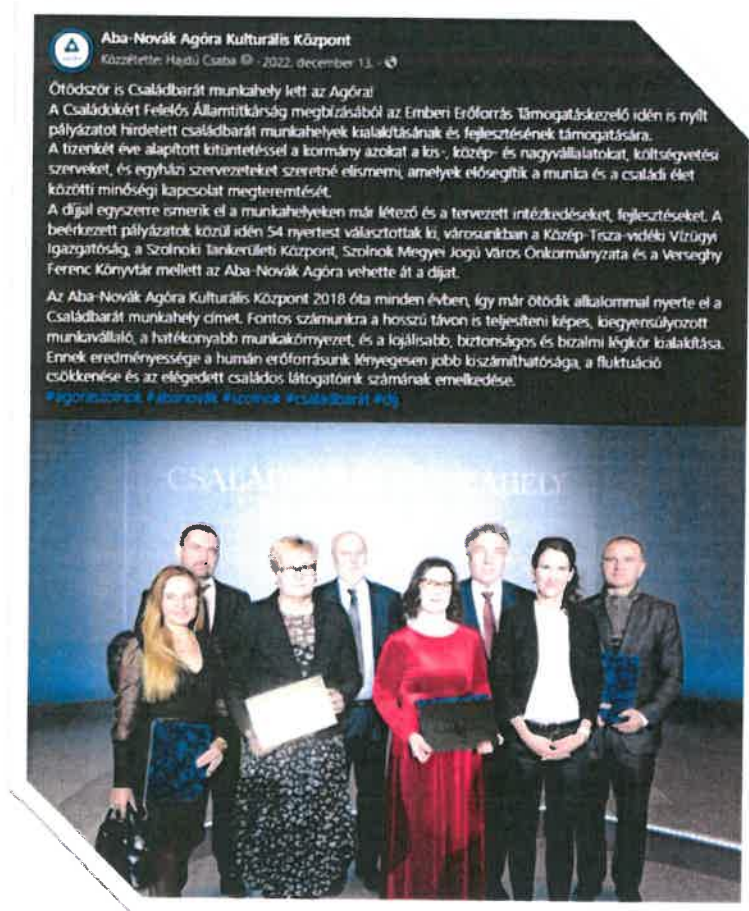 Aba-Novák Agóra Kulturális Központ
Közzétette: Hajdú Csaba · 2022. december 13. ·
Ötödször is Családbarát munkahely lett az Agóra!
A Családokért Felelős Államtitkárság megbízásából az Emberi Erőforrás Támogatáskezelő idén is nyílt
pályázatot hirdetett családbarát munkahelyek kialakításának és fejlesztésének támogatására.
A tizenkét éve alapított kitüntetéssel a kormány azokat a kis-, közép- és nagyvállalatokat, költségvetési
szerveket, és egyházi szervezeteket szeretné elismerni, amelyek elősegítik a munka és a családi élet
közötti minőségi kapcsolat megteremtését.
A díjjal egyszerre ismerik el a munkahelyeken már létező és a tervezett intézkedéseket, fejlesztéseket. A
beérkezett pályázatok közül idén 54 nyertest választottak ki, városunkban a Közép-Tisza-vidéki Vízügyi
Igazgatóság, a Szolnoki Tankerületi Központ, Szolnok Megyei Jogú Város Önkormányzata és a Verseghy
Ferenc Könyvtár mellett az Aba-Novák Agóra vehette át a díjat.
Az Aba-Novák Agóra Kulturális Központ 2018 óta minden évben, így már ötödik alkalommal nyerte el a
Családbarát munkahely címet. Fontos számunkra a hosszú távon is teljesíteni képes, kiegyensúlyozott
munkavállaló, a hatékonyabb munkakörnyezet, és a lojálisabb, biztonságos és bizalmi légkör kialakítása.
Ennek eredményessége a humán erőforrásunk lényegesen jobb kiszámíthatósága, a fluktuáció
csökkenése és az elégedett családos látogatóink számának emelkedése.
#agoraszolnok #abanovák #szolnok #családbarát #díj